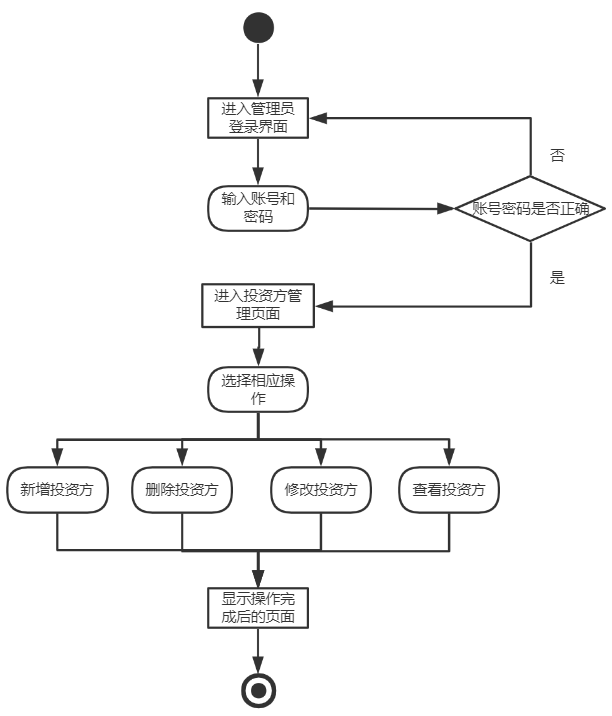 进入管理员
登录界面
否
输入账号和
密码
账号密码是否正确
是
进入投资方管
理页面
选择相应操
作
新增投资方
删除投资方
修改投资方
查看投资方
显示操作完
成后的页面